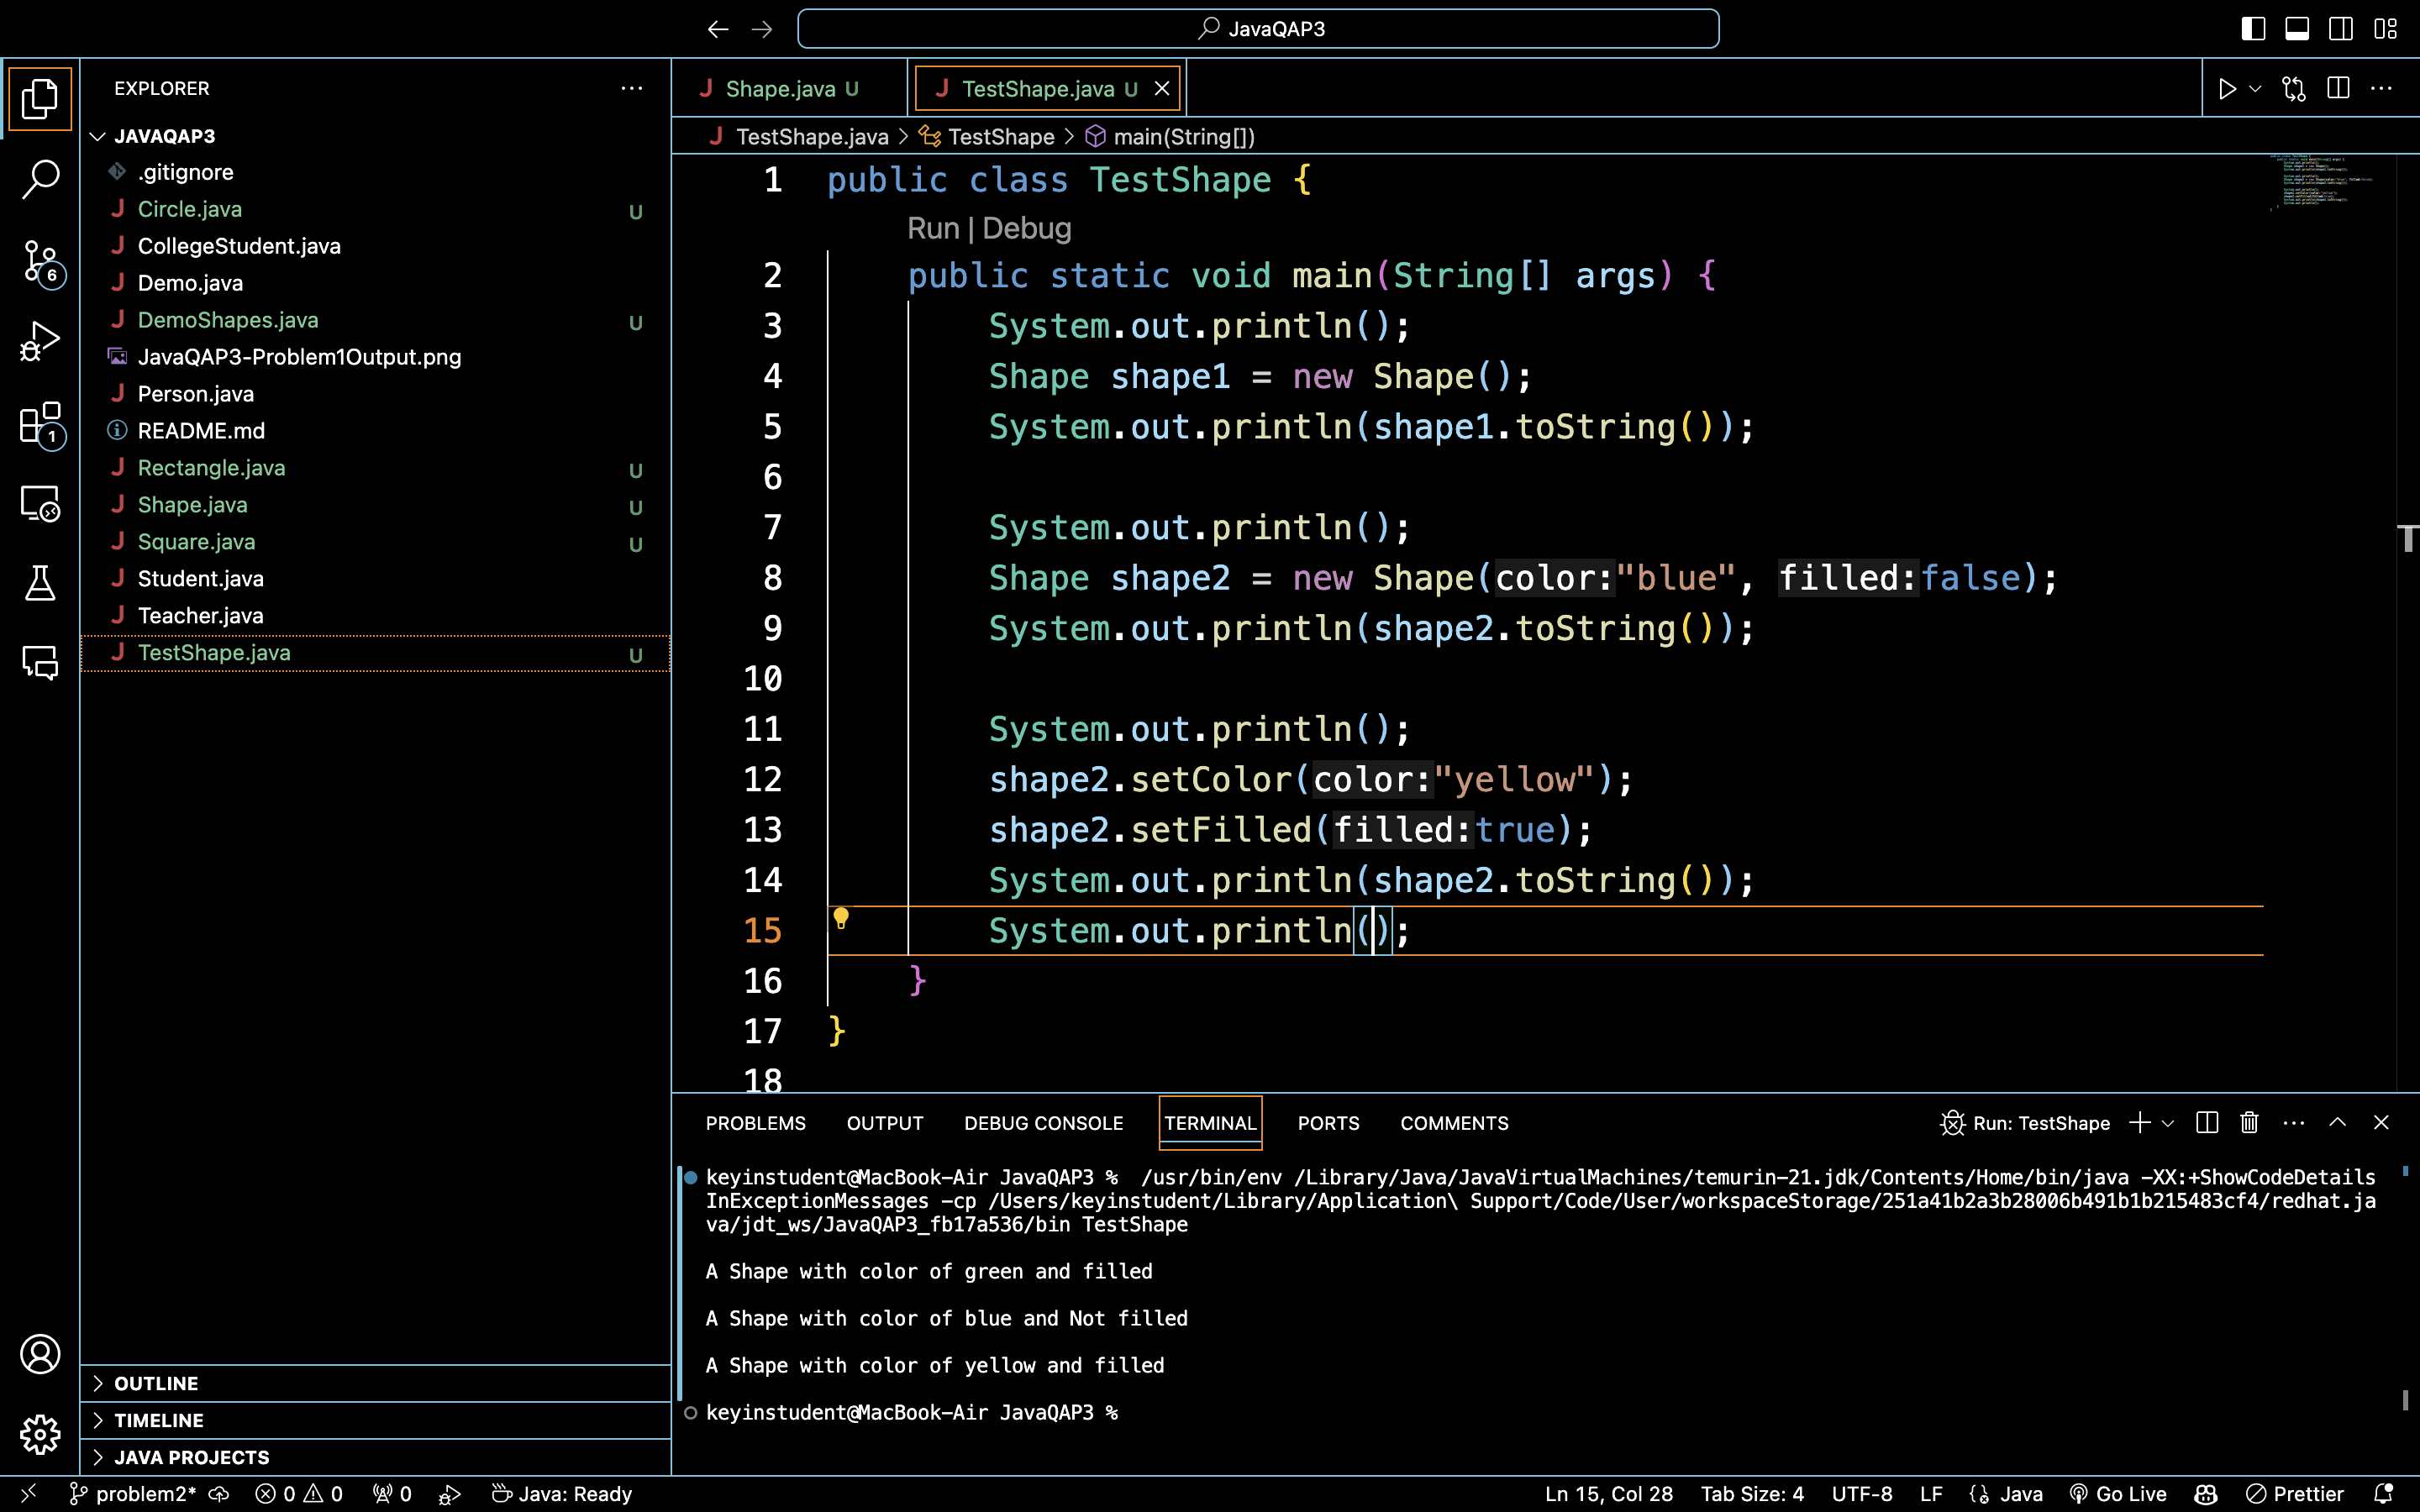 JavaQAP3
EXPLORER
JAVAQAP3
.gitignore
Circle.java U
CollegeStudent.java
Demo.java
DemoShapes.java U
JavaQAP3-Problem1Output.png
Person.java
README.md
Rectangle.java U
Shape.java U
Square.java U
Student.java
Teacher.java
TestShape.java U
OUTLINE
TIMELINE
JAVA PROJECTS
6
1
Shape.java U
TestShape.java U
TestShape.java > TestShape > main(String[])
1 public class TestShape {
Run | Debug
2 public static void main(String[] args) {
3 System.out.println();
4 Shape shape1 = new Shape();
5 System.out.println(shape1.toString());
6
7 System.out.println();
8 Shape shape2 = new Shape(color:"blue", filled:false);
9 System.out.println(shape2.toString());
10
11 System.out.println();
12 shape2.setColor(color:"yellow");
13 shape2.setFilled(filled:true);
14 System.out.println(shape2.toString());
15 System.out.println();
16 }
17 }
18
PROBLEMS OUTPUT DEBUG CONSOLE TERMINAL PORTS COMMENTS
Run: TestShape
keyinstudent@MacBook-Air JavaQAP3 %  /usr/bin/env /Library/Java/JavaVirtualMachines/temurin-21.jdk/Contents/Home/bin/java -XX:+ShowCodeDetails
InExceptionMessages -cp /Users/keyinstudent/Library/Application\ Support/Code/User/workspaceStorage/251a41b2a3b28006b491b1b215483cf4/redhat.ja
va/jdt_ws/JavaQAP3_fb17a536/bin TestShape
A Shape with color of green and filled
A Shape with color of blue and Not filled
A Shape with color of yellow and filled
keyinstudent@MacBook-Air JavaQAP3 %
problem2* 0 0 0 Java: Ready
Ln 15, Col 28 Tab Size: 4 UTF-8 LF Java Go Live Prettier